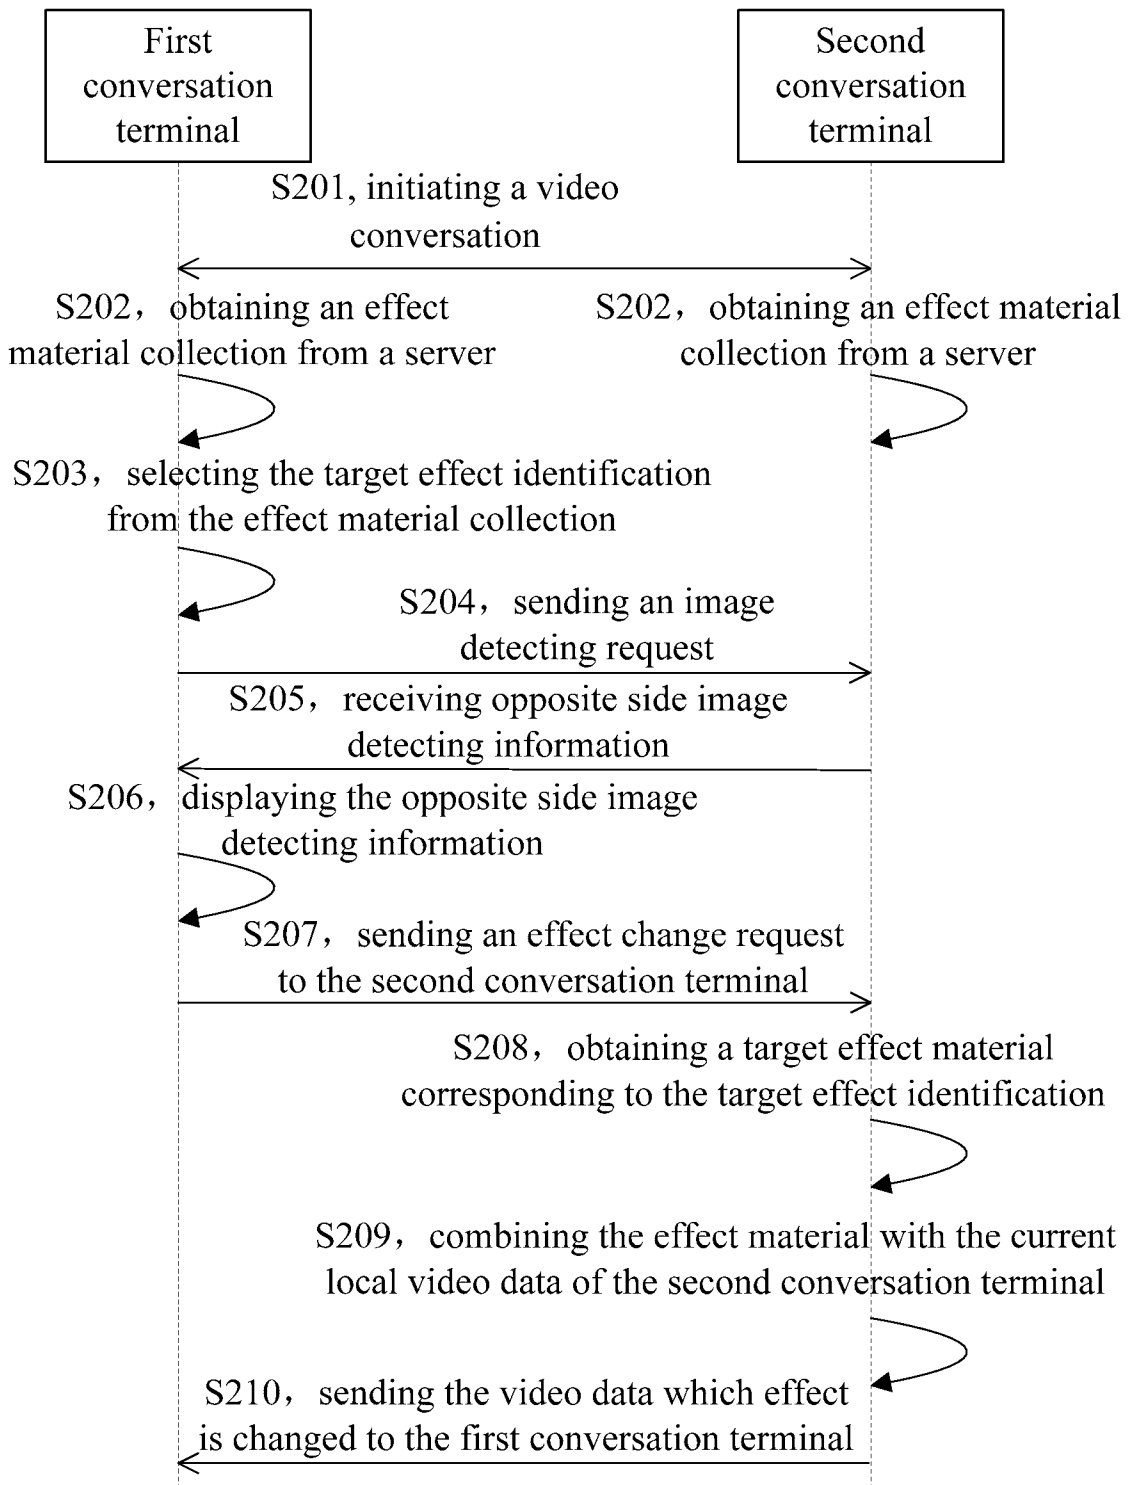 First
conversation
terminal
Second
conversation
terminal
S201, initiating a video
conversation
S202，obtaining an effect
material collection from a server
S202，obtaining an effect material
collection from a server
S203，selecting the target effect identification
from the effect material collection
S204，sending an image
detecting request
S205，receiving opposite side image
detecting information
S206，displaying the opposite side image
detecting information
S207，sending an effect change request
to the second conversation terminal
S208，obtaining a target effect material
corresponding to the target effect identification
S209，combining the effect material with the current
local video data of the second conversation terminal
S210，sending the video data which effect
is changed to the first conversation terminal